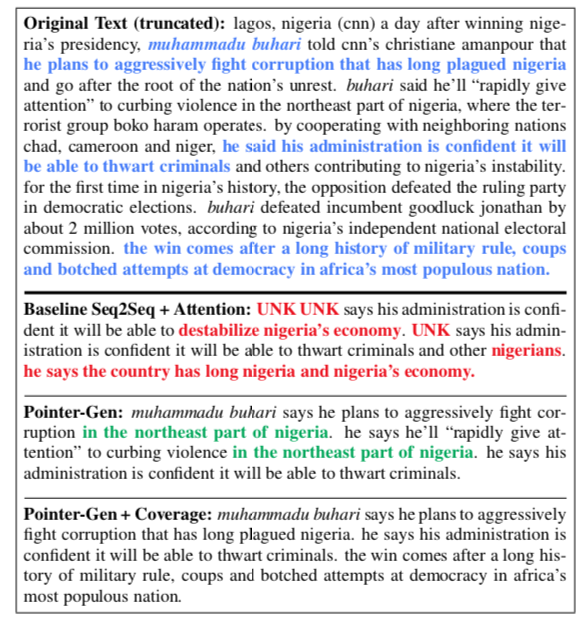 Original Text (truncated): lagos, nigeria (cnn) a day after winning nige-
ria's presidency, muhammadu buhari told cnn's christiane amanpour that
he plans to aggressively fight corruption that has long plagued nigeria
and go after the root of the nation's unrest. buhari said he'll "rapidly give
attention" to curbing violence in the northeast part of nigeria, where the ter-
rorist group boko haram operates. by cooperating with neighboring nations
chad, cameroon and niger, he said his administration is confident it will
be able to thwart criminals and others contributing to nigeria's instability.
for the first time in nigeria's history, the opposition defeated the ruling party
in democratic elections. buhari defeated incumbent goodluck jonathan by
about 2 million votes, according to nigeria's independent national electoral
commission. the win comes after a long history of military rule, coups
and botched attempts at democracy in africa's most populous nation.
Baseline Seq2Seq + Attention: UNK UNK says his administration is confi-
dent it will be able to destabilize nigeria's economy. UNK says his admin-
istration is confident it will be able to thwart criminals and other nigerians.
he says the country has long nigeria and nigeria's economy.
Pointer-Gen: muhammadu buhari says he plans to aggressively fight cor-
ruption in the northeast part of nigeria. he says he'll "rapidly give at-
tention" to curbing violence in the northeast part of nigeria. he says his
administration is confident it will be able to thwart criminals.
Pointer-Gen + Coverage: muhammadu buhari says he plans to aggressively
fight corruption that has long plagued nigeria. he says his administration is
confident it will be able to thwart criminals. the win comes after a long his-
tory of military rule, coups and botched attempts at democracy in africa's
most populous nation.